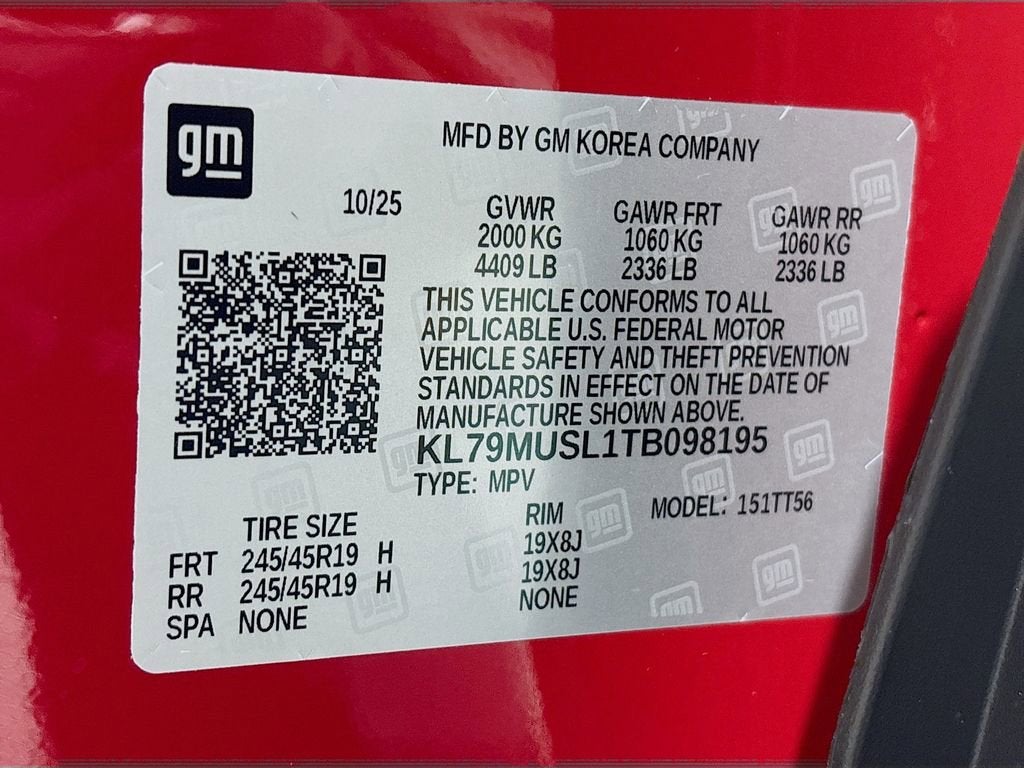 gm
MFD BY GM KOREA COMPANY
10/25 GVWR GAWR FRT GAWR RR
2000 KG 1060 KG 1060 KG
4409 LB 2336 LB 2336 LB
THIS VEHICLE CONFORMS TO ALL
APPLICABLE U.S. FEDERAL MOTOR
VEHICLE SAFETY AND THEFT PREVENTION
STANDARDS IN EFFECT ON THE DATE OF
MANUFACTURE SHOWN ABOVE.
KL79MUSL1TB098195
TYPE: MPV
MODEL: 151TT56
TIRE SIZE RIM
FRT 245/45R19 H 19X8J
RR 245/45R19 H 19X8J
SPA NONE NONE